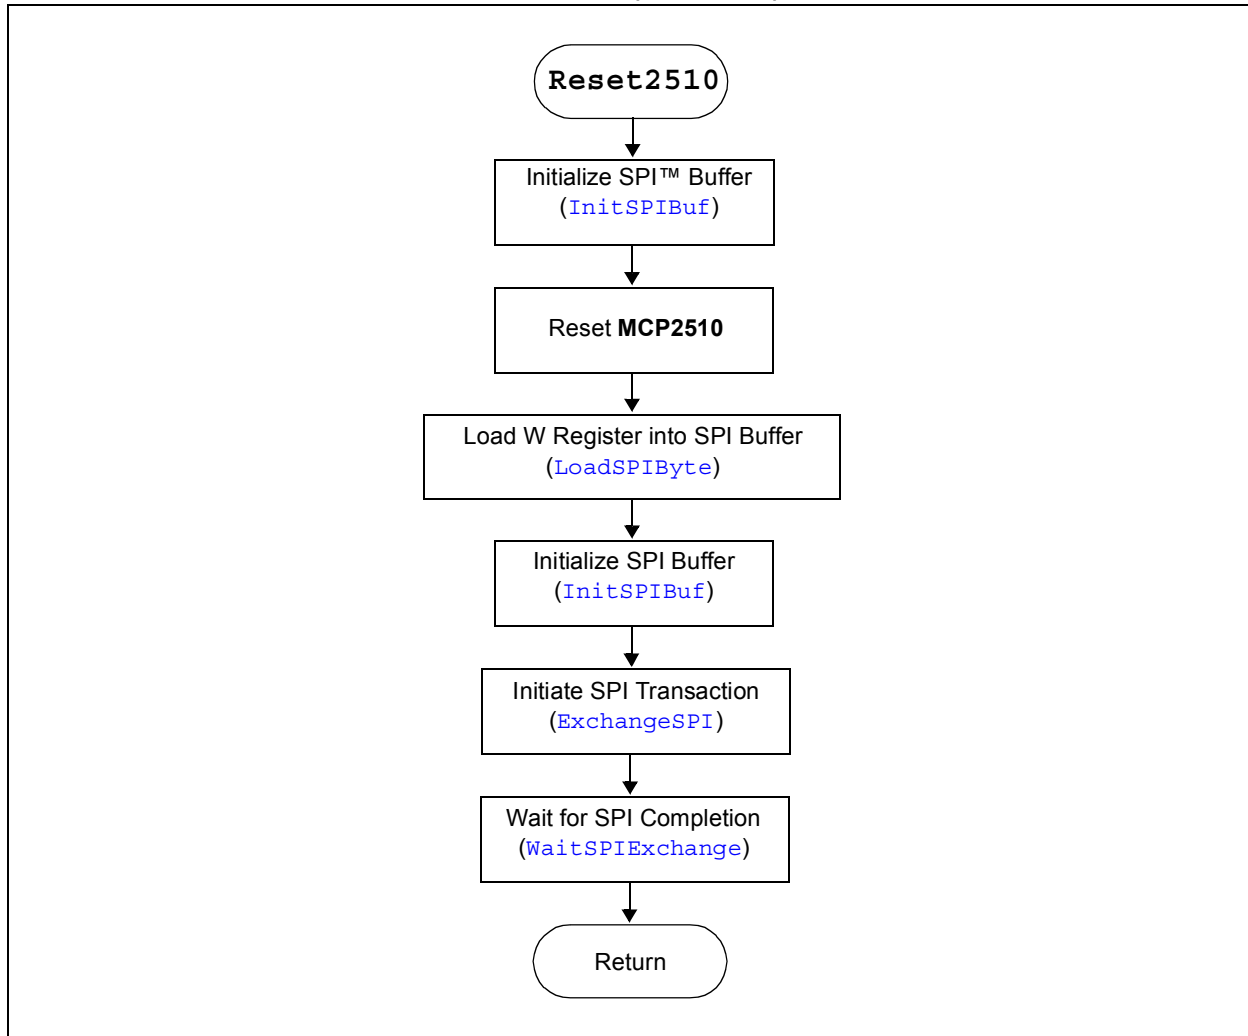 Reset2510
Initialize SPI™ Buffer
(InitSPIBuf)
Reset MCP2510
Load W Register into SPI Buffer
(LoadSPIByte)
Initialize SPI Buffer
(InitSPIBuf)
Initiate SPI Transaction
(ExchangeSPI)
Wait for SPI Completion
(WaitSPIExchange)
Return